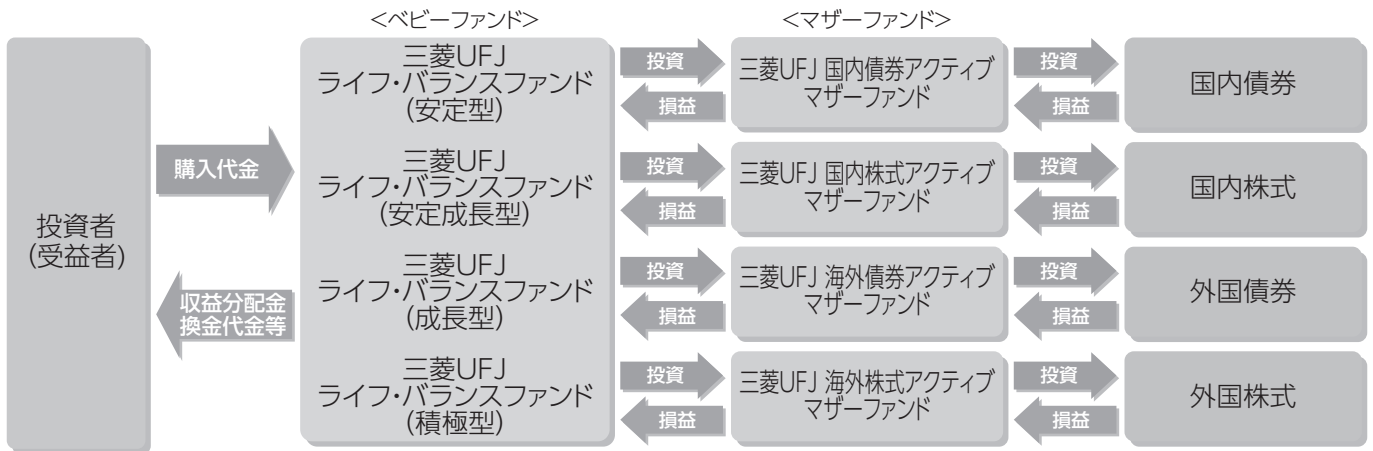 <ベビーファンド>
<マザーファンド>
投資者
(受益者)
購入代金
収益分配金
換金代金等
三菱UFJ
ライフ・バランスファンド
(安定型)
三菱UFJ
ライフ・バランスファンド
(安定成長型)
三菱UFJ
ライフ・バランスファンド
(成長型)
三菱UFJ
ライフ・バランスファンド
(積極型)
投資
損益
三菱UFJ 国内債券アクティブ
マザーファンド
投資
損益
国内債券
投資
損益
三菱UFJ 国内株式アクティブ
マザーファンド
投資
損益
国内株式
投資
損益
三菱UFJ 海外債券アクティブ
マザーファンド
投資
損益
外国債券
投資
損益
三菱UFJ 海外株式アクティブ
マザーファンド
投資
損益
外国株式